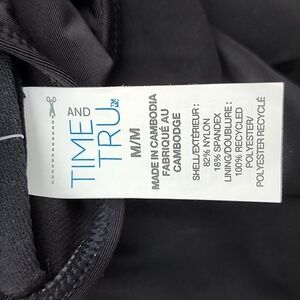 TIME
AND
TRU™
M/M
MADE IN CAMBODIA
FABRIQUÉ AU
CAMBODGE
SHELL/EXTÉRIEUR :
82% NYLON
18% SPANDEX
LINING/DOUBLURE :
100% RECYCLED
POLYESTER/
POLYESTER RECYCLÉ